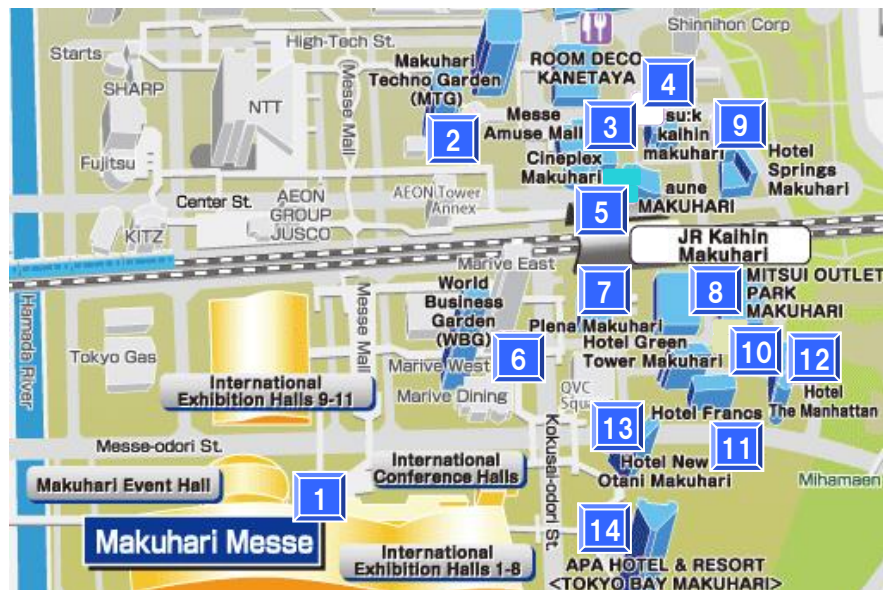 Starts
High-Tech St.
SHARP
NTT
Fujitsu
Center St.
KITZ
AEON
GROUP
JUSCO
(Messe Mall)
Makuhari
Techno Garden
(MTG)
2
AEON Tower
Annex
ROOM DECO
KANETAYA
Shinnihon Corp
4
Messe
Amuse Mall
3
su:k
kaihin
makuhari
9
Cineplex
Makuhari
Hotel
Springs
Makuhari
aune
MAKUHARI
5
JR Kaihin
Makuhari
Marive East
Hamada River
Tokyo Gas
Messe Mall
World
Business
Garden
(WBG)
Marive West
6
Marive Dining
7
Plena Makuhari
8
MITSUI OUTLET
PARK
MAKUHARI
Hotel Green
Tower Makuhari
10
12
QVC
Hotel
The Manhattan
Hotel Francs
International
Exhibition Halls 9-11
Messe-odori St.
Kokusai-odori St.
13
11
Hotel New
Otani Makuhari
Mihamaen
Makuhari Event Hall
1
International
Conference Halls
Makuhari Messe
International
Exhibition Halls 1-8
14
APA HOTEL & RESORT
<TOKYO BAY MAKUHARI>